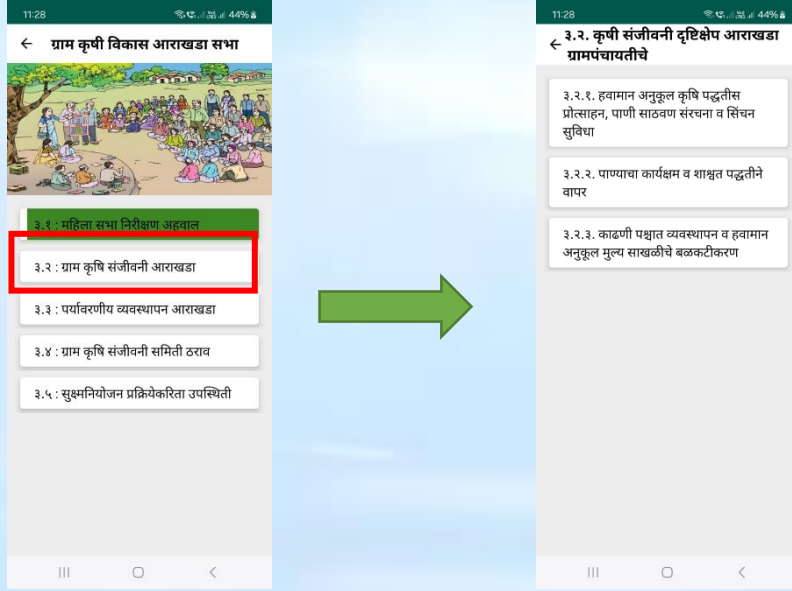 11:28
44%
ग्राम कृषी विकास आराखडा सभा
३.१ : महिला सभा निरीक्षण अहवाल
३.२ : ग्राम कृषि संजीवनी आराखडा
३.३ : पर्यावरणीय व्यवस्थापन आराखडा
३.४ : ग्राम कृषि संजीवनी समिती ठराव
३.५ : सुक्ष्मनियोजन प्रक्रियेकरिता उपस्थिती
11:28
44%
३.२. कृषी संजीवनी दृष्टिक्षेप आराखडा
ग्रामपंचायतीचे
३.२.१. हवामान अनुकूल कृषि पद्धतीस
प्रोत्साहन, पाणी साठवण संरचना व सिंचन
सुविधा
३.२.२. पाण्याचा कार्यक्षम व शाश्वत पद्धतीने
वापर
३.२.३. काढणी पश्चात व्यवस्थापन व हवामान
अनुकूल मुल्य साखळीचे बळकटीकरण